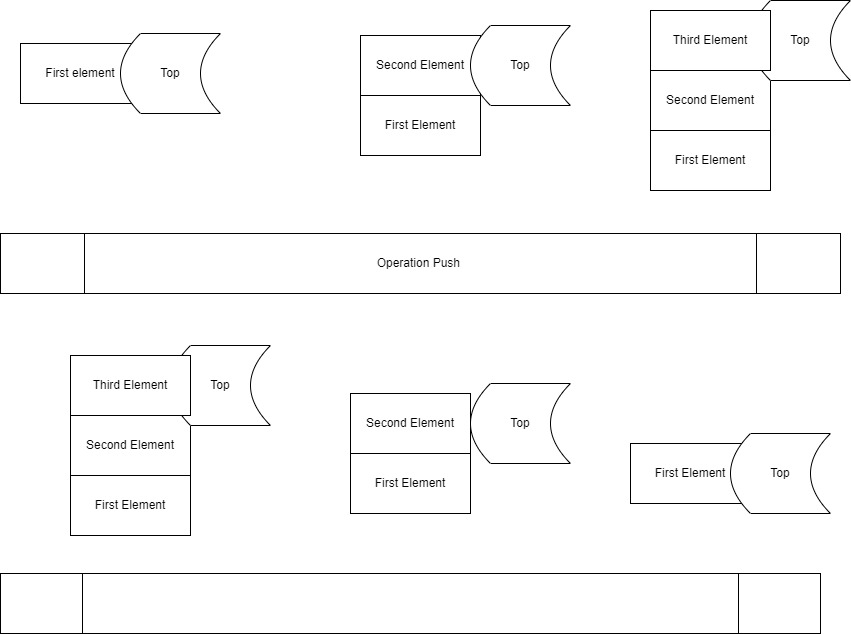 First element
Top
Second Element
Top
First Element
Third Element
Top
Second Element
First Element
Operation Push
Third Element
Top
Second Element
First Element
Second Element
Top
First Element
First Element
Top